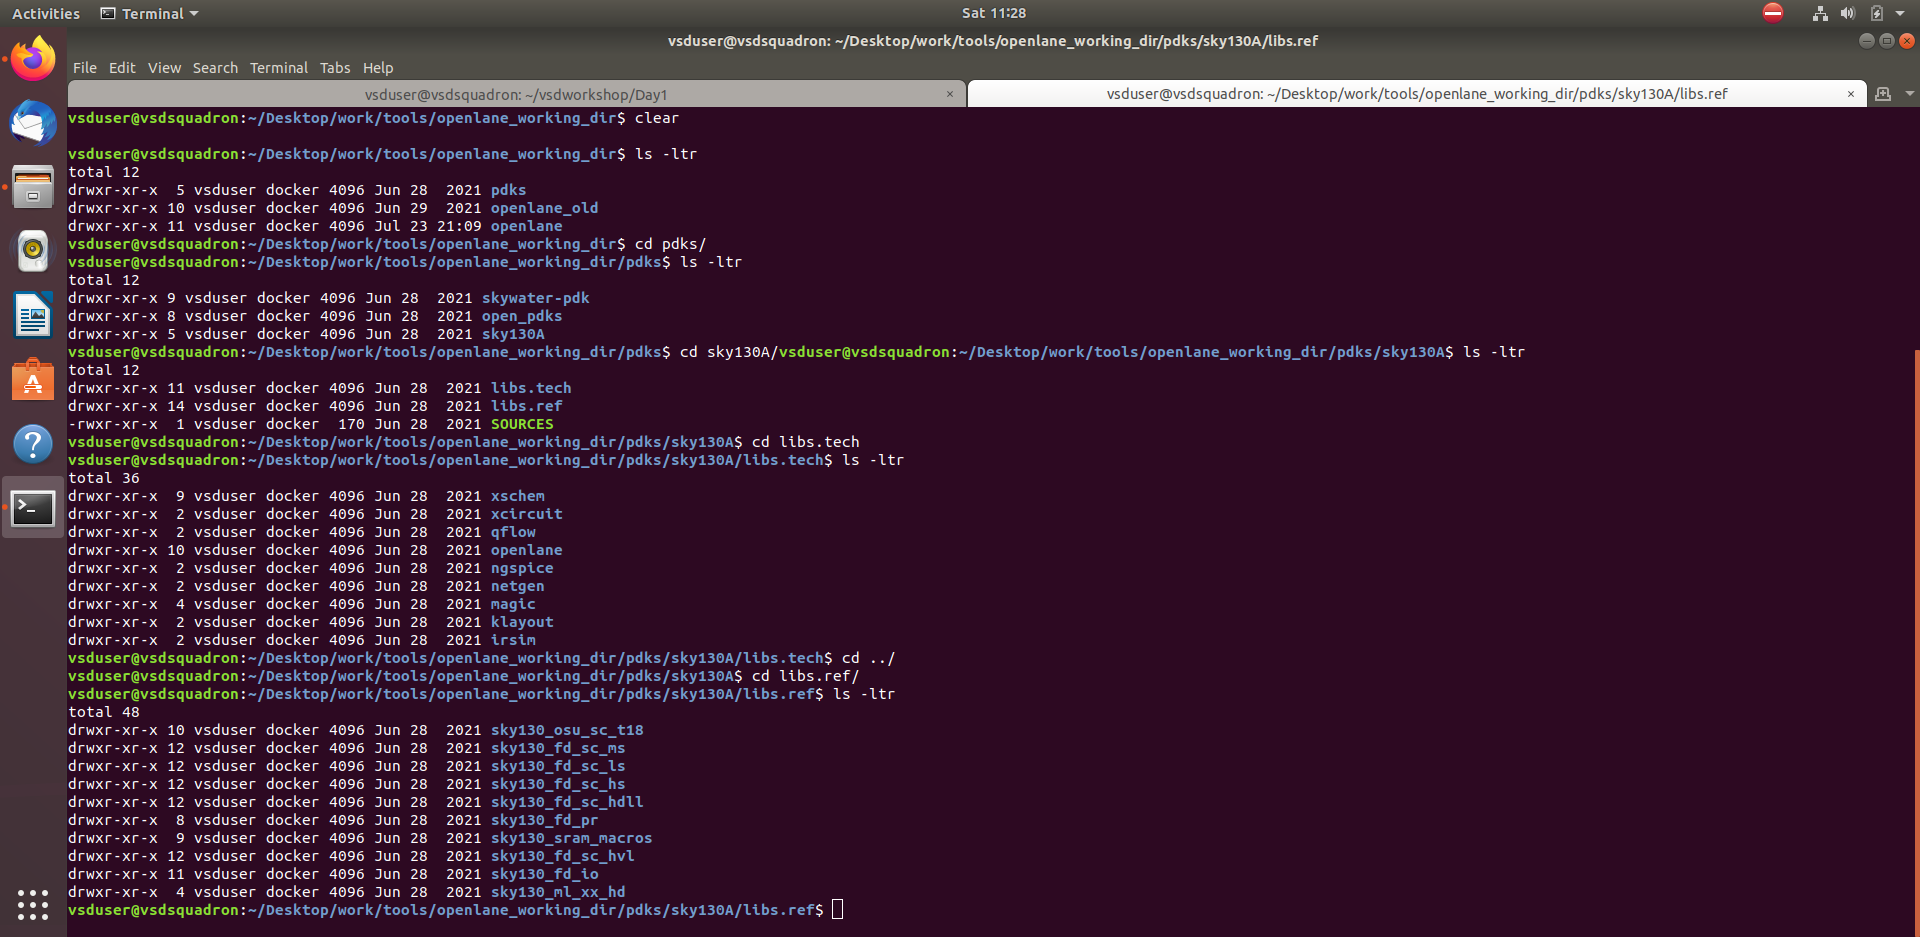 Activities Terminal Sat 11:28
vsduser@vsdsquadron: ~/Desktop/work/tools/openlane_working_dir/pdks/sky130A/libs.ref
File Edit View Search Terminal Tabs Help
vsduser@vsdsquadron: ~/vsdworkshop/Day1 × vsduser@vsdsquadron: ~/Desktop/work/tools/openlane_working_dir/pdks/sky130A/libs.ref ×
vsduser@vsdsquadron:~/Desktop/work/tools/openlane_working_dir$ clear
vsduser@vsdsquadron:~/Desktop/work/tools/openlane_working_dir$ ls -ltr
total 12
drwxr-xr-x  5 vsduser docker 4096 Jun 28  2021 pdks
drwxr-xr-x 10 vsduser docker 4096 Jun 29  2021 openlane_old
drwxr-xr-x 11 vsduser docker 4096 Jul 23 21:09 openlane
vsduser@vsdsquadron:~/Desktop/work/tools/openlane_working_dir$ cd pdks/
vsduser@vsdsquadron:~/Desktop/work/tools/openlane_working_dir/pdks$ ls -ltr
total 12
drwxr-xr-x 9 vsduser docker 4096 Jun 28  2021 skywater-pdk
drwxr-xr-x 8 vsduser docker 4096 Jun 28  2021 open_pdks
drwxr-xr-x 5 vsduser docker 4096 Jun 28  2021 sky130A
vsduser@vsdsquadron:~/Desktop/work/tools/openlane_working_dir/pdks$ cd sky130A/vsduser@vsdsquadron:~/Desktop/work/tools/openlane_working_dir/pdks/sky130A$ ls -ltr
total 12
drwxr-xr-x 11 vsduser docker 4096 Jun 28  2021 libs.tech
drwxr-xr-x 14 vsduser docker 4096 Jun 28  2021 libs.ref
-rwxr-xr-x  1 vsduser docker  170 Jun 28  2021 SOURCES
vsduser@vsdsquadron:~/Desktop/work/tools/openlane_working_dir/pdks/sky130A$ cd libs.tech
vsduser@vsdsquadron:~/Desktop/work/tools/openlane_working_dir/pdks/sky130A/libs.tech$ ls -ltr
total 36
drwxr-xr-x  9 vsduser docker 4096 Jun 28  2021 xschem
drwxr-xr-x  2 vsduser docker 4096 Jun 28  2021 xcircuit
drwxr-xr-x  2 vsduser docker 4096 Jun 28  2021 qflow
drwxr-xr-x 10 vsduser docker 4096 Jun 28  2021 openlane
drwxr-xr-x  2 vsduser docker 4096 Jun 28  2021 ngspice
drwxr-xr-x  2 vsduser docker 4096 Jun 28  2021 netgen
drwxr-xr-x  4 vsduser docker 4096 Jun 28  2021 magic
drwxr-xr-x  2 vsduser docker 4096 Jun 28  2021 klayout
drwxr-xr-x  2 vsduser docker 4096 Jun 28  2021 irsim
vsduser@vsdsquadron:~/Desktop/work/tools/openlane_working_dir/pdks/sky130A/libs.tech$ cd ../
vsduser@vsdsquadron:~/Desktop/work/tools/openlane_working_dir/pdks/sky130A$ cd libs.ref/
vsduser@vsdsquadron:~/Desktop/work/tools/openlane_working_dir/pdks/sky130A/libs.ref$ ls -ltr
total 48
drwxr-xr-x 10 vsduser docker 4096 Jun 28  2021 sky130_osu_sc_t18
drwxr-xr-x 12 vsduser docker 4096 Jun 28  2021 sky130_fd_sc_ms
drwxr-xr-x 12 vsduser docker 4096 Jun 28  2021 sky130_fd_sc_ls
drwxr-xr-x 12 vsduser docker 4096 Jun 28  2021 sky130_fd_sc_hs
drwxr-xr-x 12 vsduser docker 4096 Jun 28  2021 sky130_fd_sc_hdll
drwxr-xr-x  8 vsduser docker 4096 Jun 28  2021 sky130_fd_pr
drwxr-xr-x  9 vsduser docker 4096 Jun 28  2021 sky130_sram_macros
drwxr-xr-x 12 vsduser docker 4096 Jun 28  2021 sky130_fd_sc_hvl
drwxr-xr-x 11 vsduser docker 4096 Jun 28  2021 sky130_fd_io
drwxr-xr-x  4 vsduser docker 4096 Jun 28  2021 sky130_ml_xx_hd
vsduser@vsdsquadron:~/Desktop/work/tools/openlane_working_dir/pdks/sky130A/libs.ref$